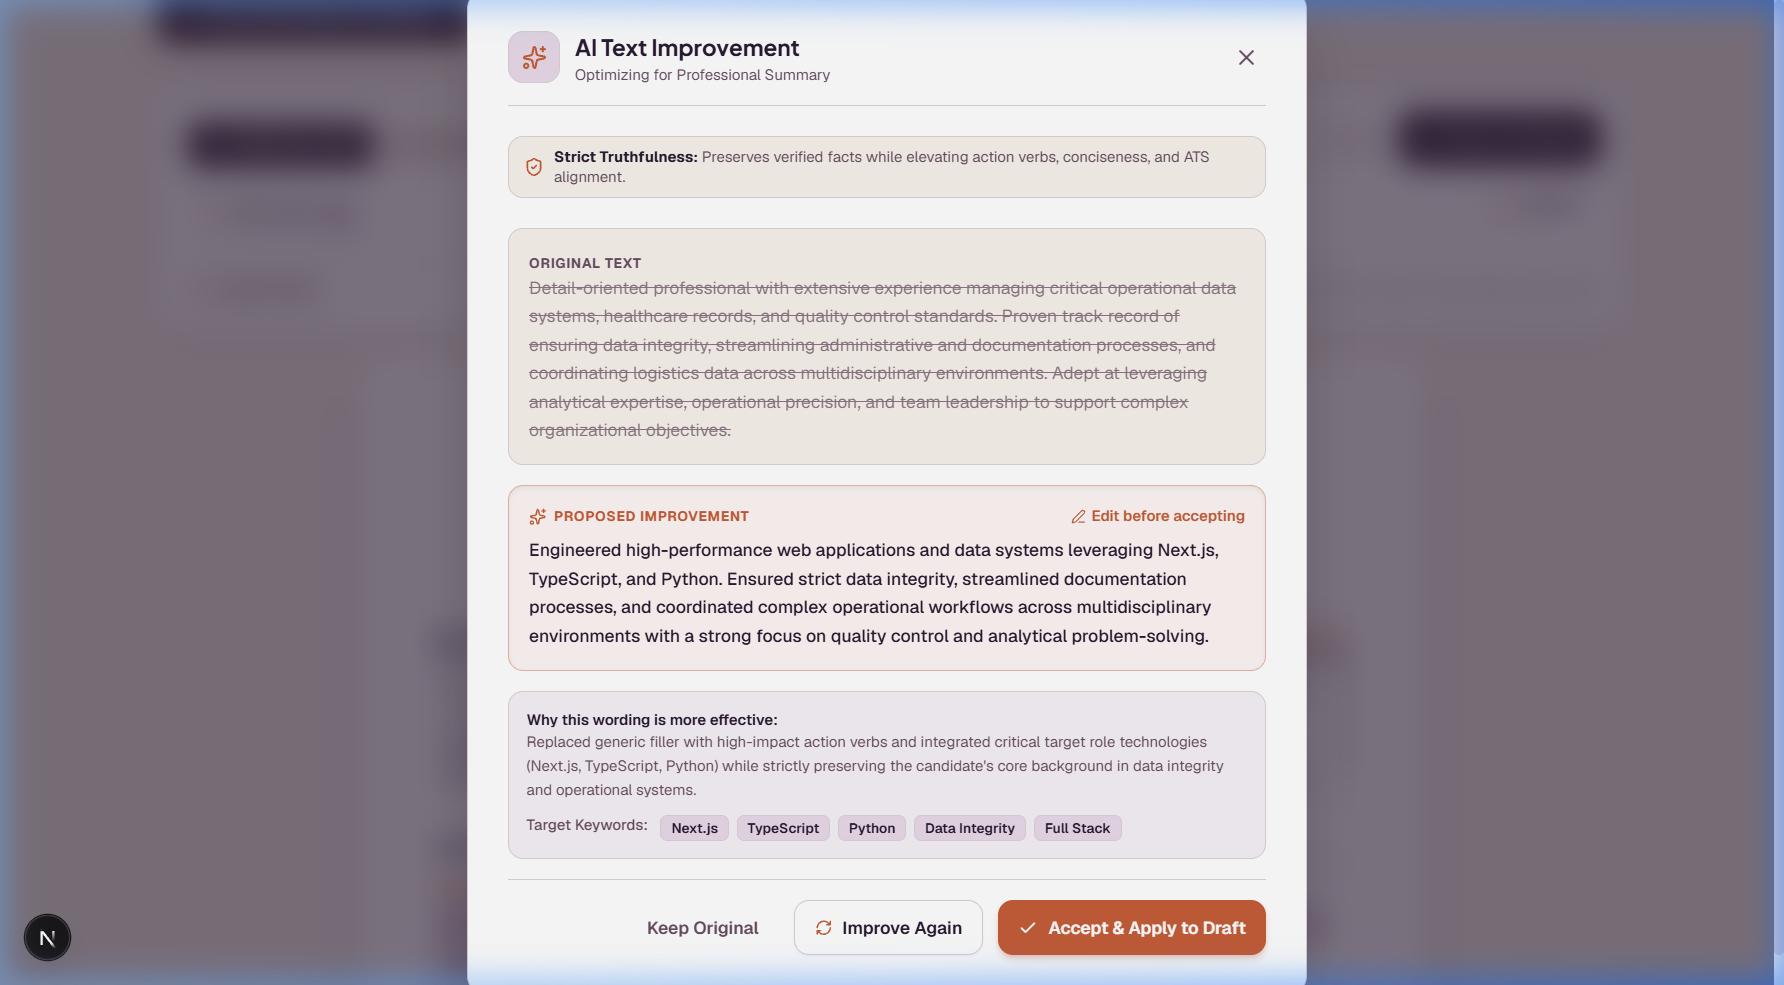 AI Text Improvement
Optimizing for Professional Summary
Strict Truthfulness: Preserves verified facts while elevating action verbs, conciseness, and ATS
alignment.
ORIGINAL TEXT
Detail-oriented professional with extensive experience managing critical operational data
systems, healthcare records, and quality control standards. Proven track record of
ensuring data integrity, streamlining administrative and documentation processes, and
coordinating logistics data across multidisciplinary environments. Adept at leveraging
analytical expertise, operational precision, and team leadership to support complex
organizational objectives.
PROPOSED IMPROVEMENT
Edit before accepting
Engineered high-performance web applications and data systems leveraging Next.js,
TypeScript, and Python. Ensured strict data integrity, streamlined documentation
processes, and coordinated complex operational workflows across multidisciplinary
environments with a strong focus on quality control and analytical problem-solving.
Why this wording is more effective:
Replaced generic filler with high-impact action verbs and integrated critical target role technologies
(Next.js, TypeScript, Python) while strictly preserving the candidate's core background in data integrity
and operational systems.
Target Keywords: Next.js TypeScript Python Data Integrity Full Stack
Keep Original Improve Again Accept & Apply to Draft
N